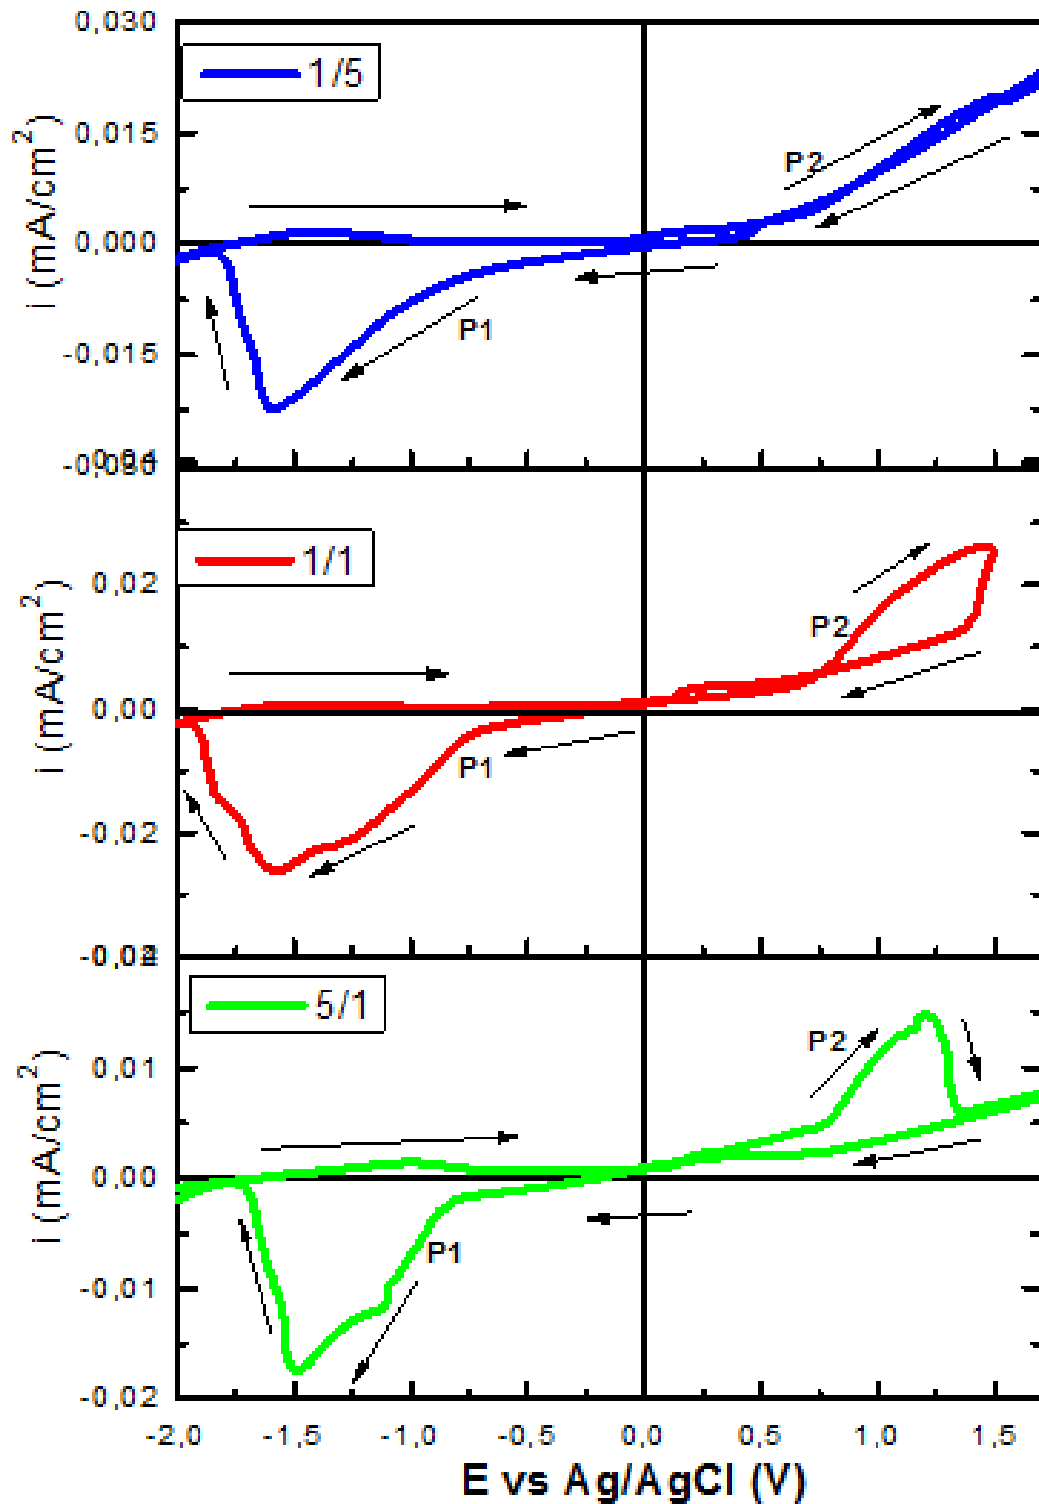 0,030
1/5
0,015
P2
0,000
P1
-0,015
i (mA/cm²)
1/1
0,02
P2
0,00
P1
-0,02
i (mA/cm²)
5/1
0,01
P2
0,00
P1
-0,01
-0,02
i (mA/cm²)
-2,0 -1,5 -1,0 -0,5 0,0 0,5 1,0 1,5
E vs Ag/AgCl (V)